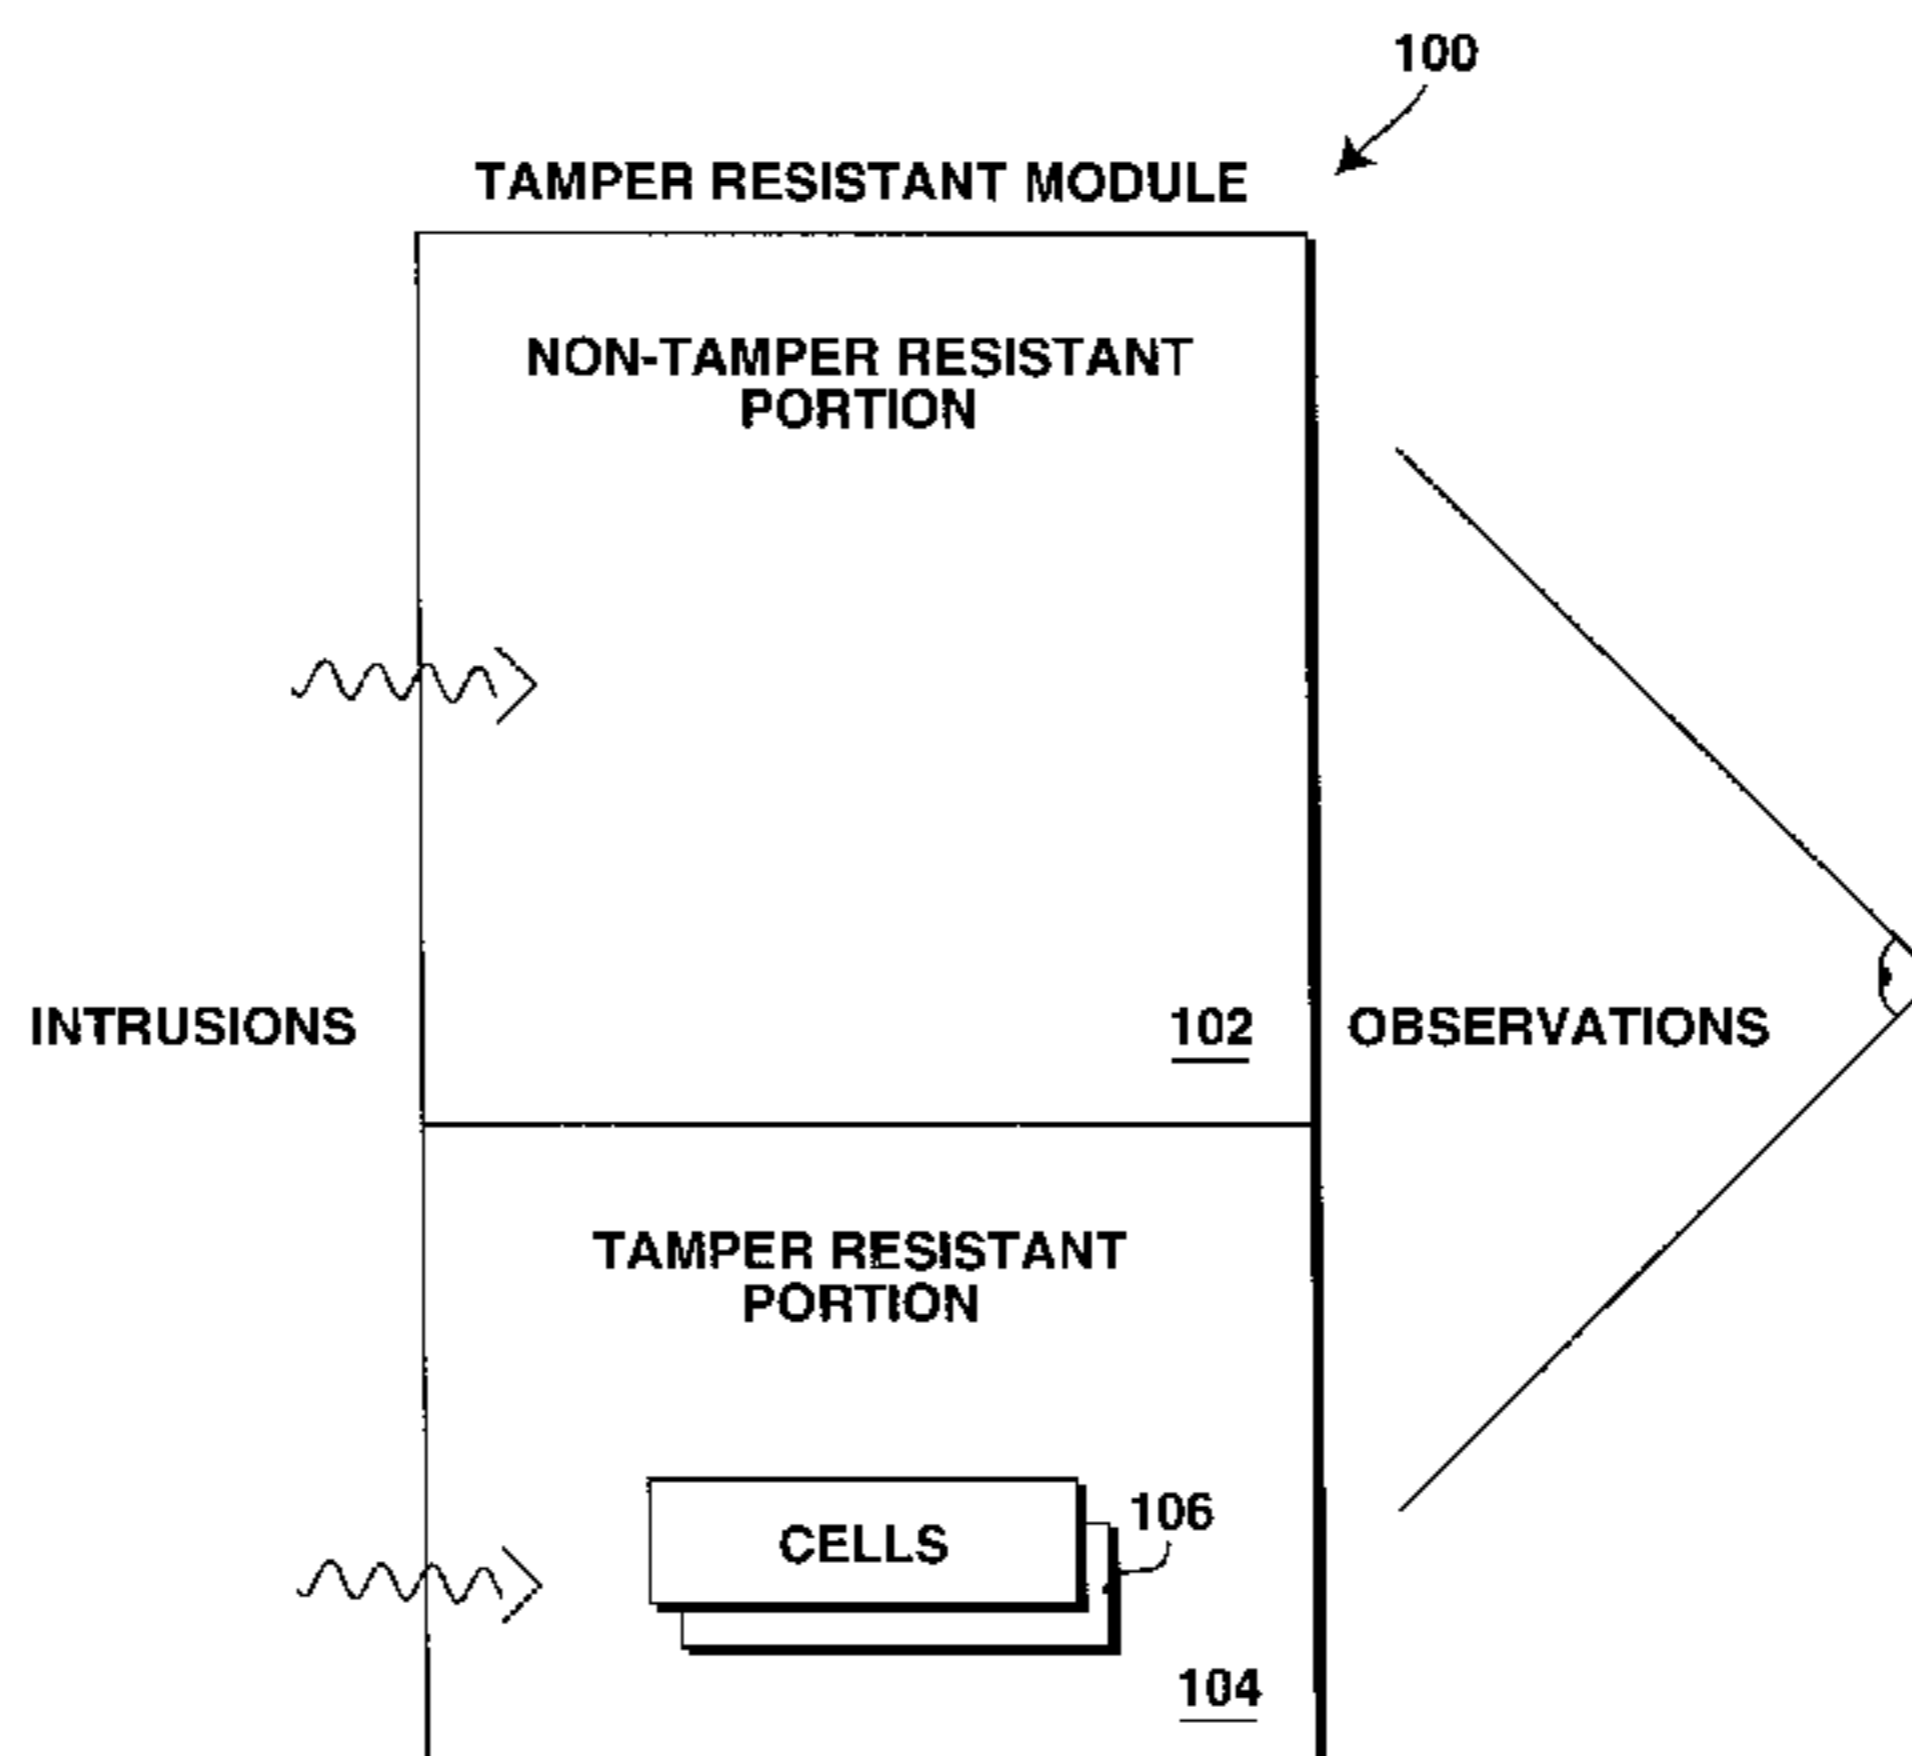 100
TAMPER RESISTANT MODULE
NON-TAMPER RESISTANT
PORTION
INTRUSIONS
102
OBSERVATIONS
TAMPER RESISTANT
PORTION
CELLS
106
104